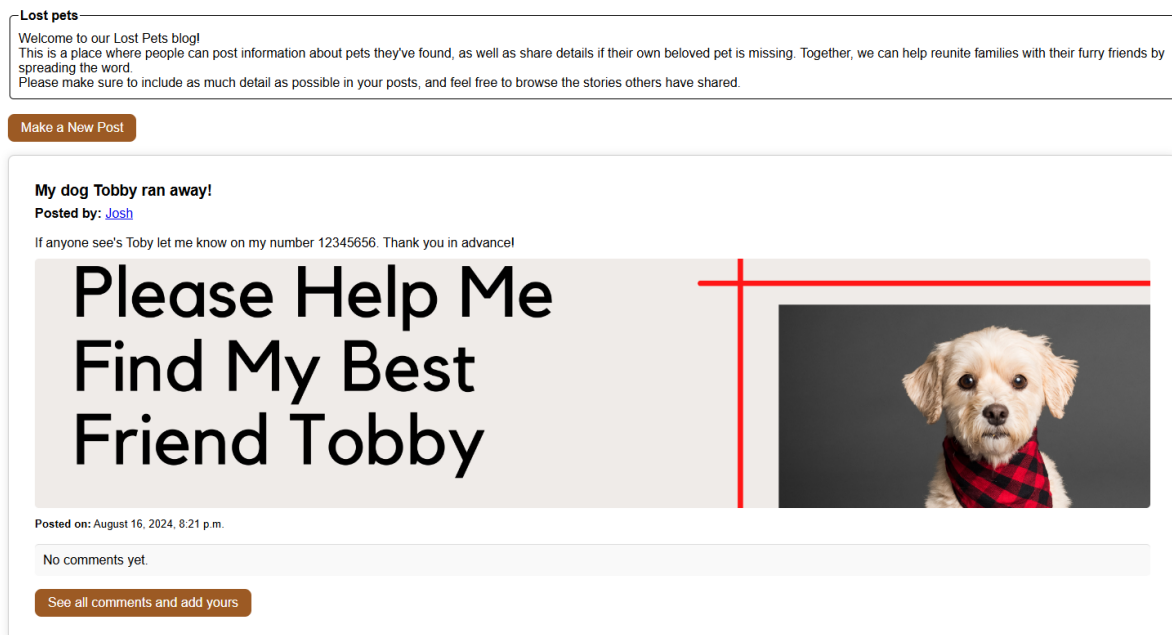 Lost pets
Welcome to our Lost Pets blog!
This is a place where people can post information about pets they've found, as well as share details if their own beloved pet is missing. Together, we can help reunite families with their furry friends by
spreading the word.
Please make sure to include as much detail as possible in your posts, and feel free to browse the stories others have shared.
Make a New Post
My dog Tobby ran away!
Posted by: Josh
If anyone see's Toby let me know on my number 12345656. Thank you in advance!
Please Help Me
Find My Best
Friend Tobby
Posted on: August 16, 2024, 8:21 p.m.
No comments yet.
See all comments and add yours